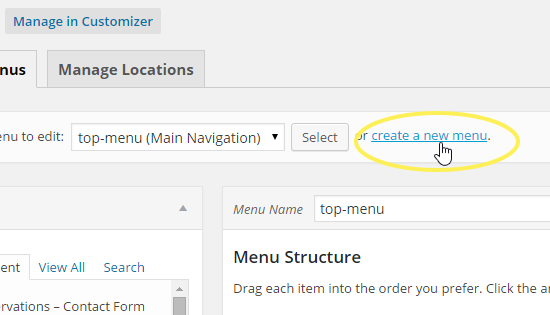 Manage in Customizer
nus
Manage Locations
enu to edit: top-menu (Main Navigation) Select or create a new menu.
Menu Name top-menu
ent View All Search
Menu Structure
Drag each item into the order you prefer. Click the ar
ervations – Contact Form